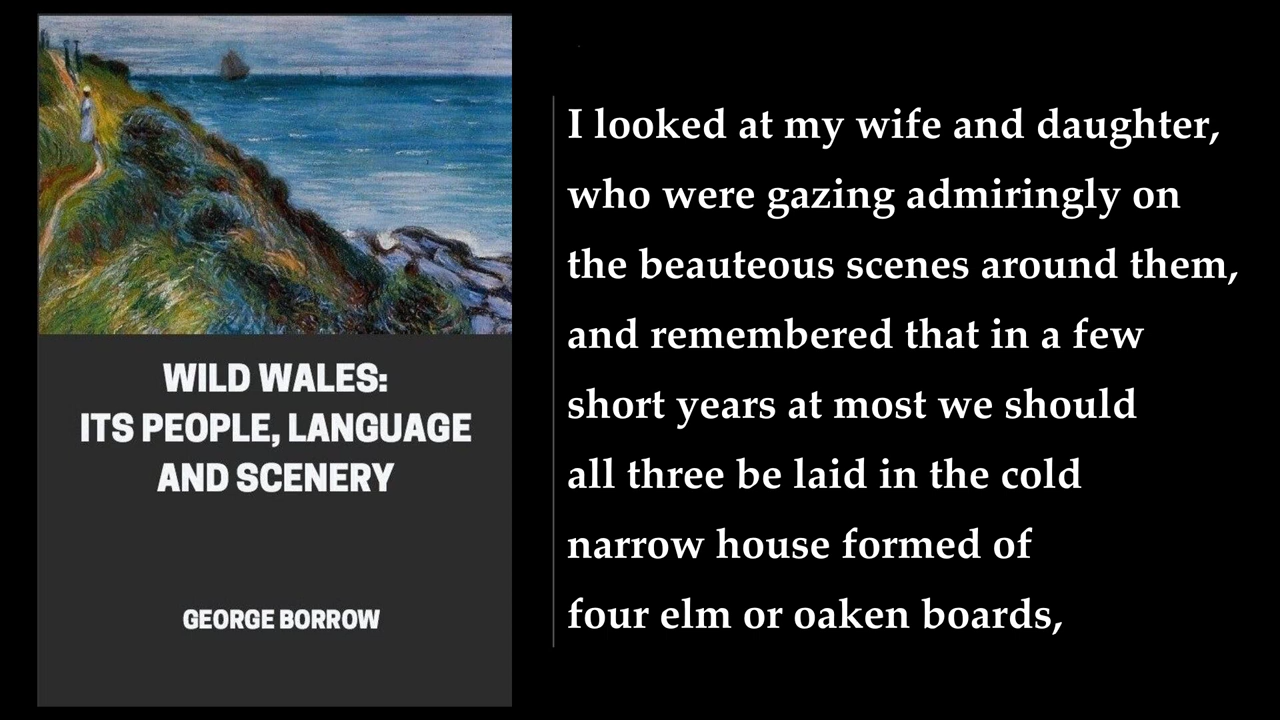 WILD WALES:
ITS PEOPLE, LANGUAGE
AND SCENERY
GEORGE BORROW
I looked at my wife and daughter,
who were gazing admiringly on
the beauteous scenes around them,
and remembered that in a few
short years at most we should
all three be laid in the cold
narrow house formed of
four elm or oaken boards,